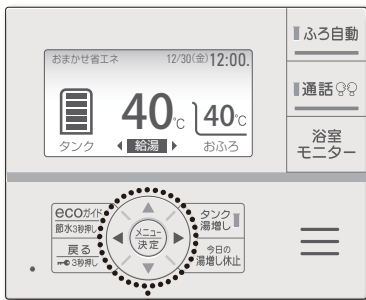 おまかせ省エネ 12/30(金)12:00.
40℃ 40℃
タンク 給湯 おふろ
ふろ自動
通話
浴室
モニター
ecoガイド
節水3秒押し
戻る
3秒押し
メニュー
決定
タンク
湯増し
今日の
湯増し休止